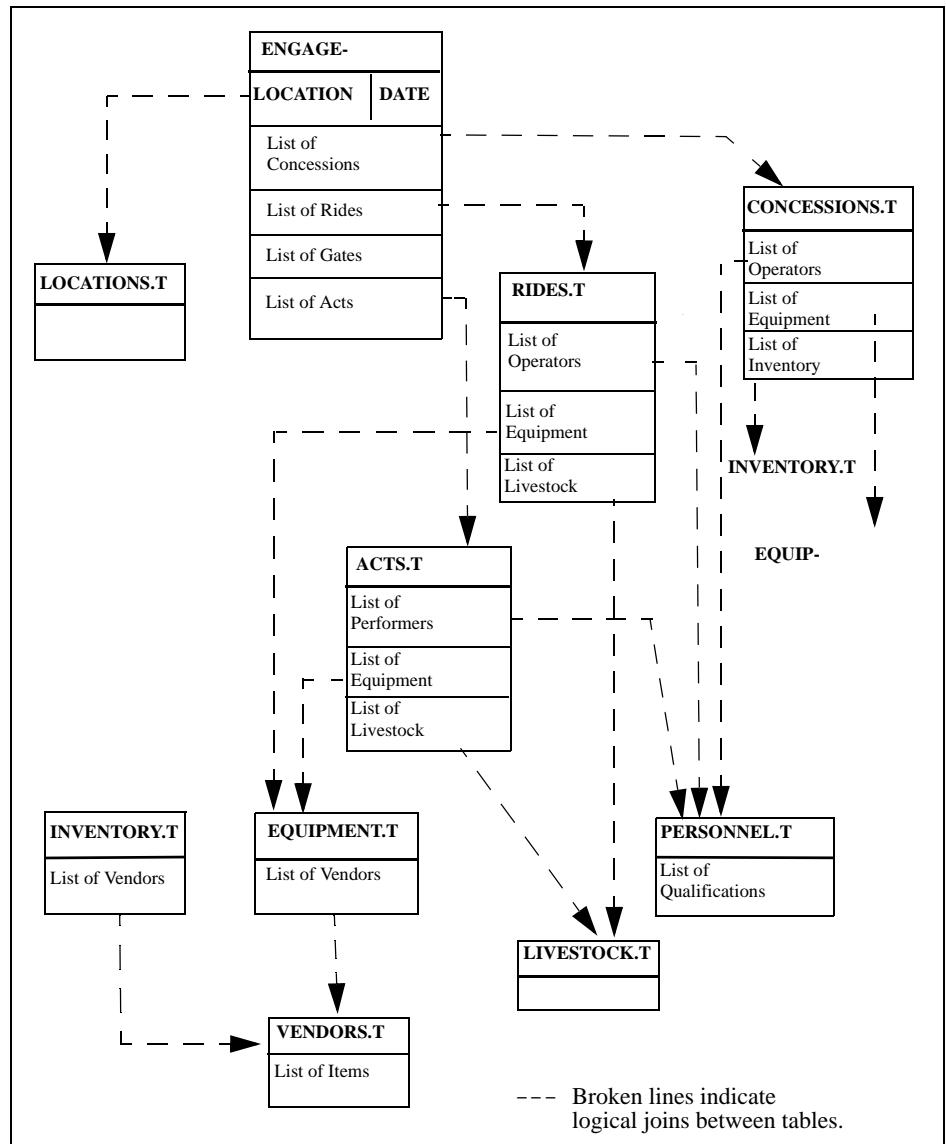 ENGAGE-
LOCATION DATE
List of
Concessions
List of Rides
List of Gates
List of Acts
LOCATIONS.T
CONCESSIONS.T
List of
Operators
List of
Equipment
List of
Inventory
RIDES.T
List of
Operators
List of
Equipment
List of
Livestock
INVENTORY.T
EQUIP-
ACTS.T
List of
Performers
List of
Equipment
List of
Livestock
INVENTORY.T
List of Vendors
EQUIPMENT.T
List of Vendors
PERSONNEL.T
List of
Qualifications
LIVESTOCK.T
VENDORS.T
List of Items
--- Broken lines indicate
logical joins between tables.